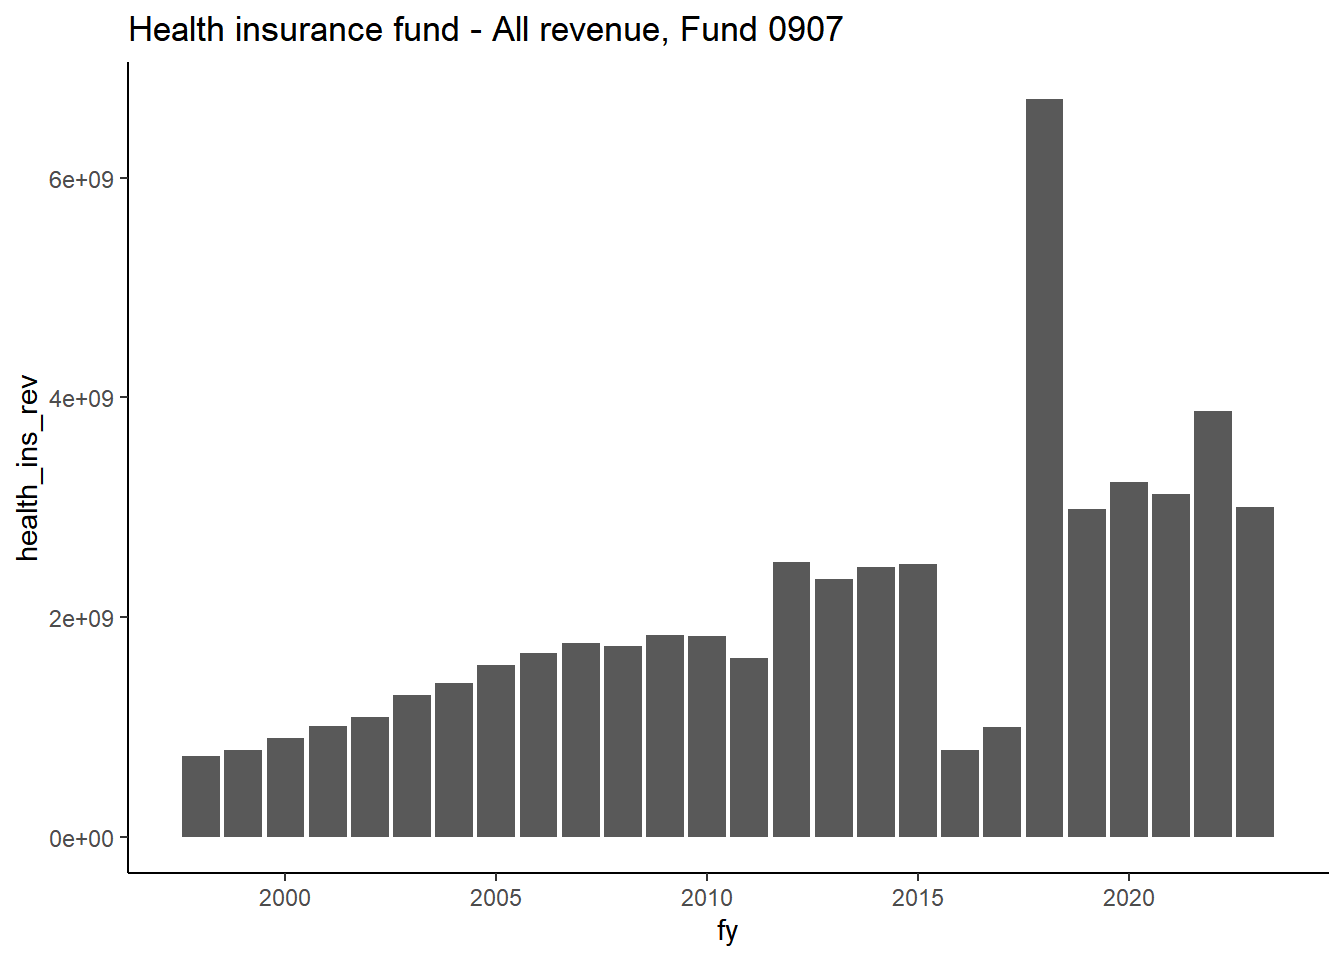 Health insurance fund - All revenue, Fund 0907
health_ins_rev
6e+09
4e+09
2e+09
0e+00
2000 2005 2010 2015 2020
fy